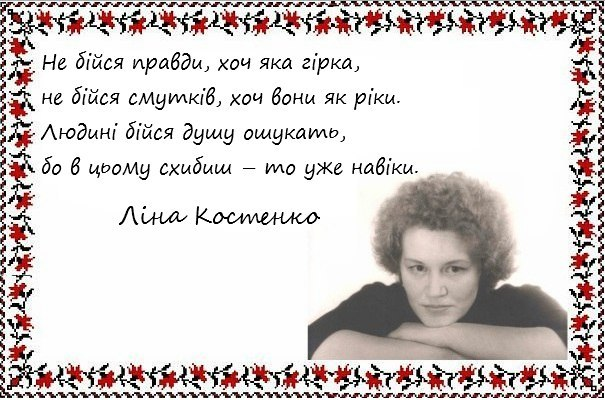 Не бійся правди, хоч яка гірка,
не бійся смутків, хоч вони як ріки.
Людині бійся душу ошукать,
бо в цьому схибиш – то уже навіки.
Ліна Костенко